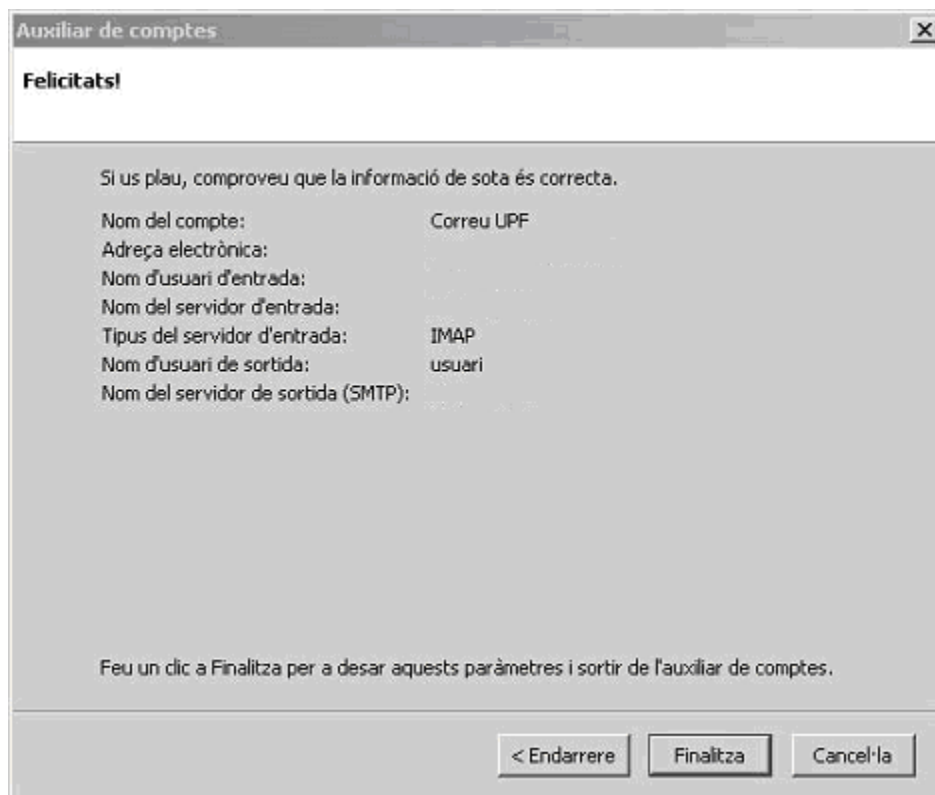 Auxiliar de comptes
Felicitats!
Si us plau, comproveu que la informació de sota és correcta.
Nom del compte: Correu UPF
Adreça electrònica:
Nom d'usuari d'entrada:
Nom del servidor d'entrada:
Tipus del servidor d'entrada: IMAP
Nom d'usuari de sortida: usuari
Nom del servidor de sortida (SMTP):
Feu un clic a Finalitza per a desar aquests paràmetres i sortir de l'auxiliar de comptes.
< Endarrere Finalitza Cancel·la